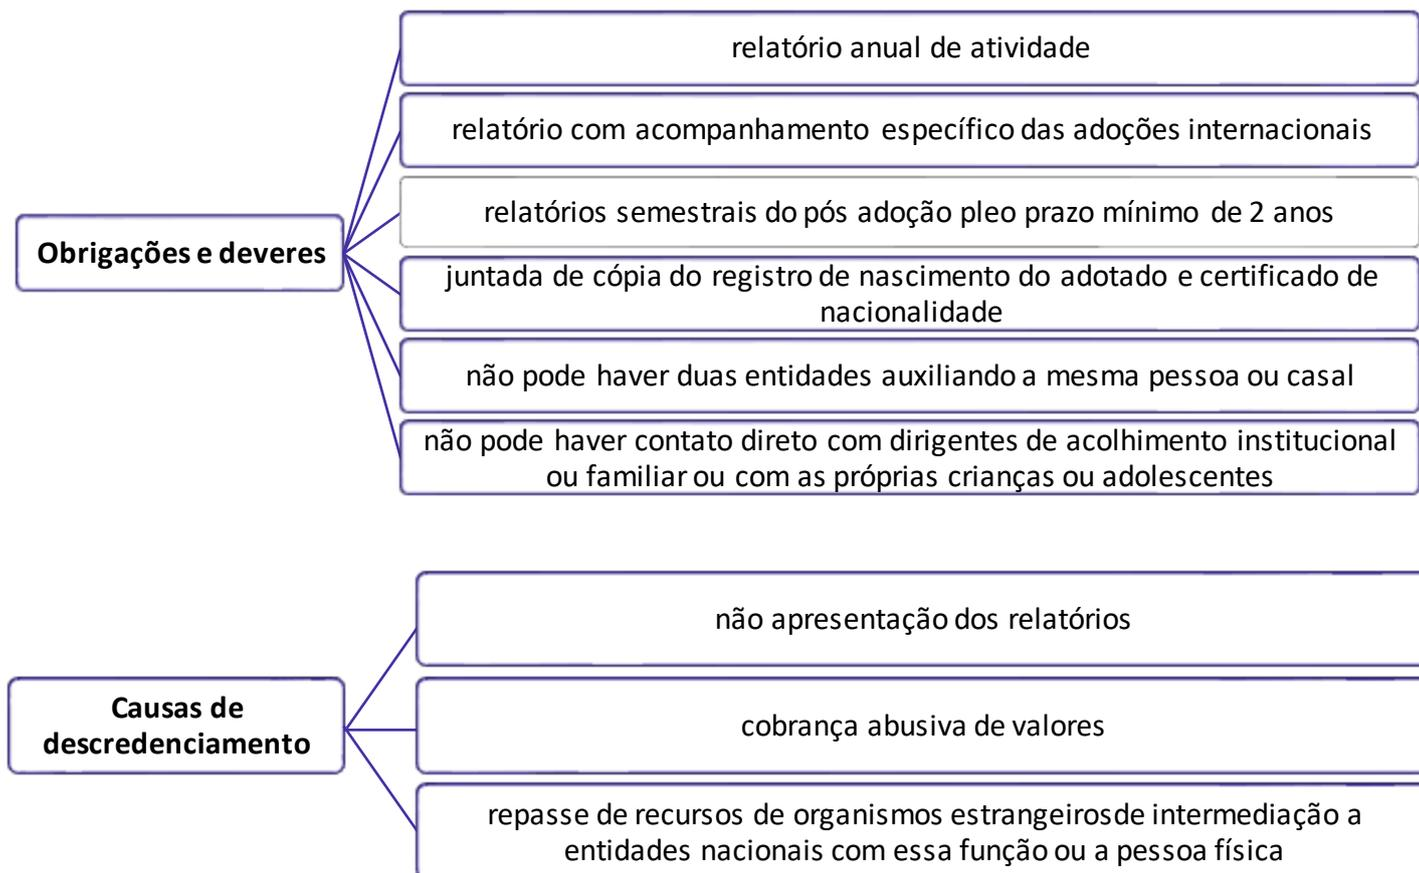 Obrigações e deveres
relatório anual de atividade
relatório com acompanhamento específico das adoções internacionais
relatórios semestrais do pós adoção pleo prazo mínimo de 2 anos
juntada de cópia do registro de nascimento do adotado e certificado de
nacionalidade
não pode haver duas entidades auxiliando a mesma pessoa ou casal
não pode haver contato direto com dirigentes de acolhimento institucional
ou familiar ou com as próprias crianças ou adolescentes
Causas de
descredenciamento
não apresentação dos relatórios
cobrança abusiva de valores
repasse de recursos de organismos estrangeirosde intermediação a
entidades nacionais com essa função ou a pessoa física